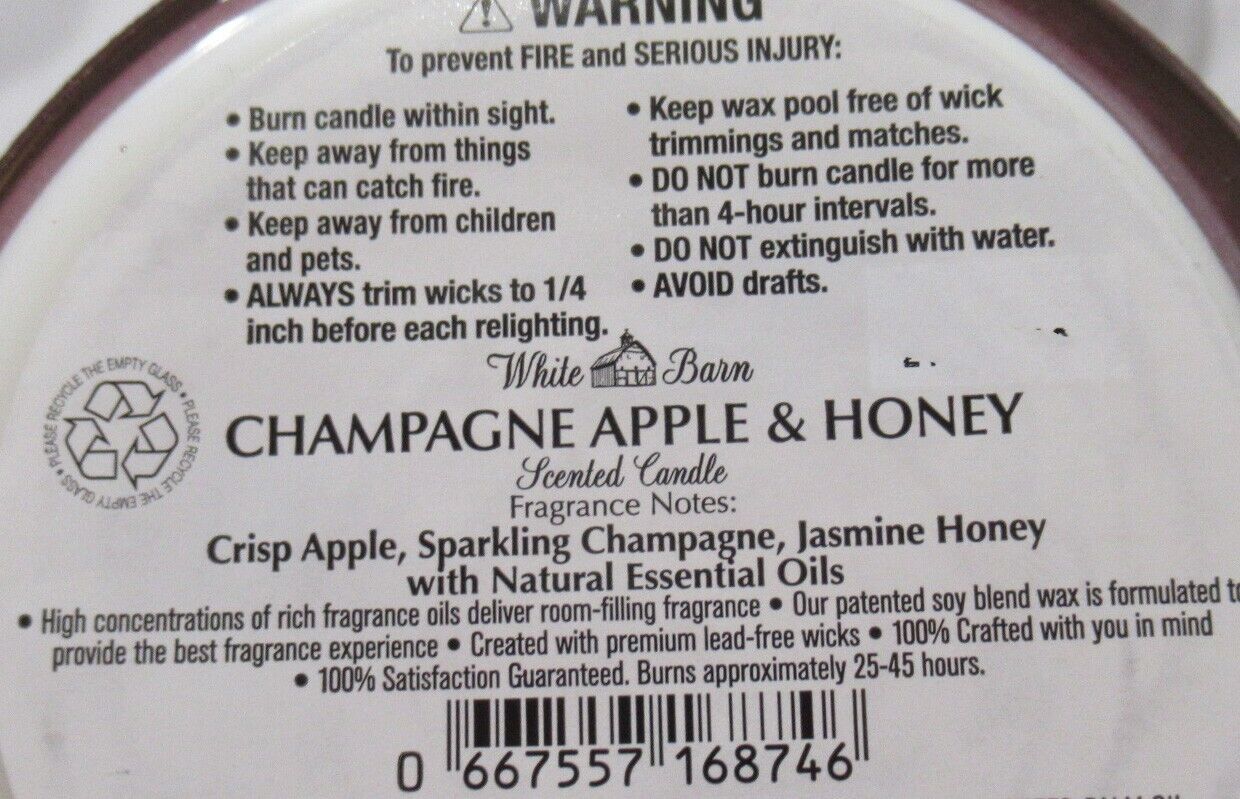 WARNING
To prevent FIRE and SERIOUS INJURY:
• Burn candle within sight.
• Keep away from things
that can catch fire.
• Keep away from children
and pets.
• ALWAYS trim wicks to 1/4
inch before each relighting.
• Keep wax pool free of wick
trimmings and matches.
• DO NOT burn candle for more
than 4-hour intervals.
• DO NOT extinguish with water.
• AVOID drafts.
PLEASE RECYCLE THE EMPTY GLASS • PLEASE RECYCLE THE EMPTY GLASS •
White Barn
CHAMPAGNE APPLE & HONEY
Scented Candle
Fragrance Notes:
Crisp Apple, Sparkling Champagne, Jasmine Honey
with Natural Essential Oils
• High concentrations of rich fragrance oils deliver room-filling fragrance • Our patented soy blend wax is formulated to
provide the best fragrance experience • Created with premium lead-free wicks • 100% Crafted with you in mind
• 100% Satisfaction Guaranteed. Burns approximately 25-45 hours.
0 667557 168746